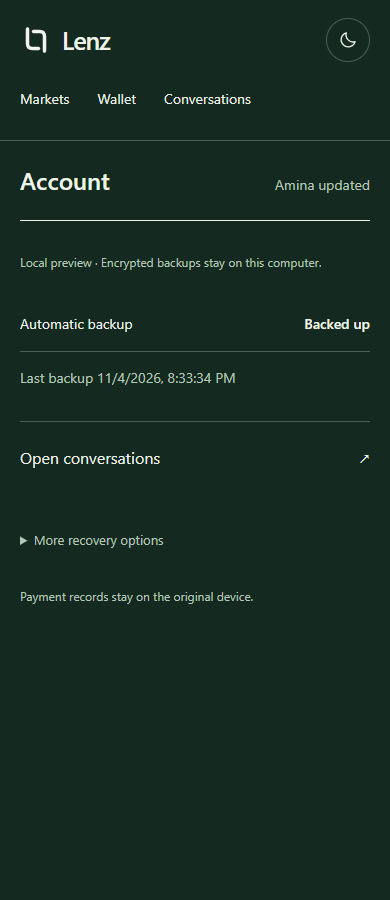 Lenz
Markets Wallet Conversations
Account Amina updated
Local preview · Encrypted backups stay on this computer.
Automatic backup Backed up
Last backup 11/4/2026, 8:33:34 PM
Open conversations ↗
▶ More recovery options
Payment records stay on the original device.